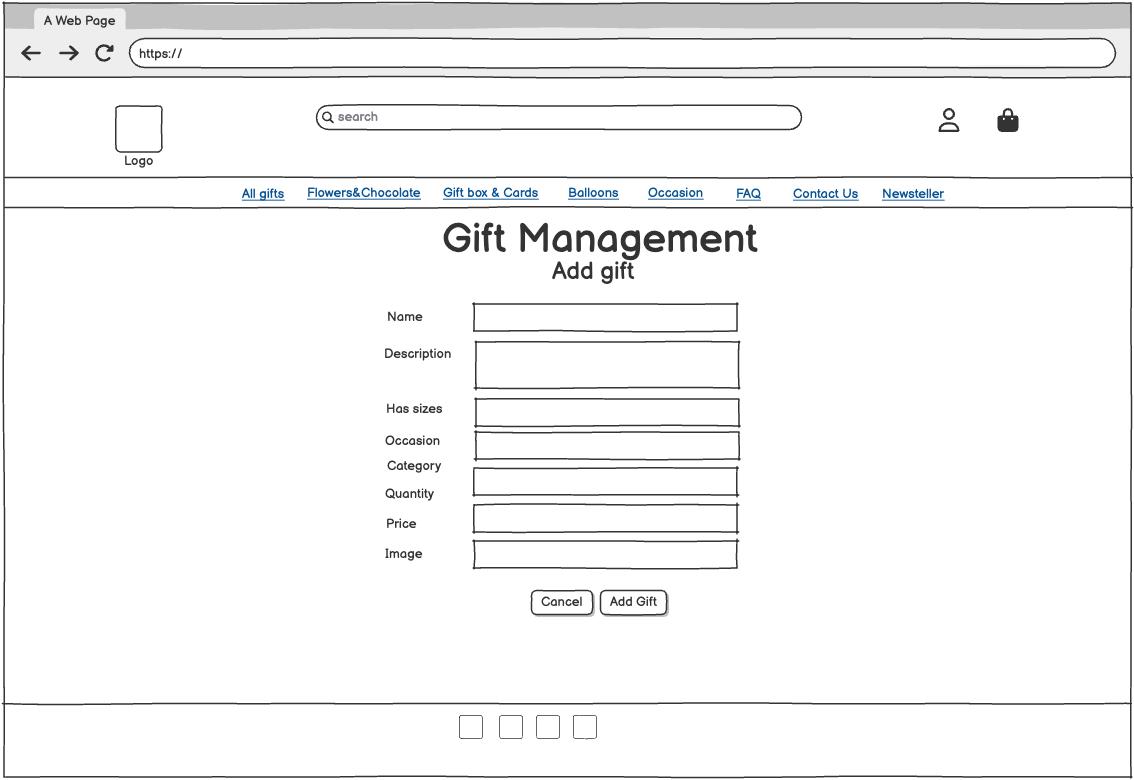 A Web Page
https://
search
Logo
All gifts Flowers&Chocolate Gift box & Cards Balloons Occasion FAQ Contact Us Newsteller
Gift Management
Add gift
Name
Description
Has sizes
Occasion
Category
Quantity
Price
Image
Cancel Add Gift